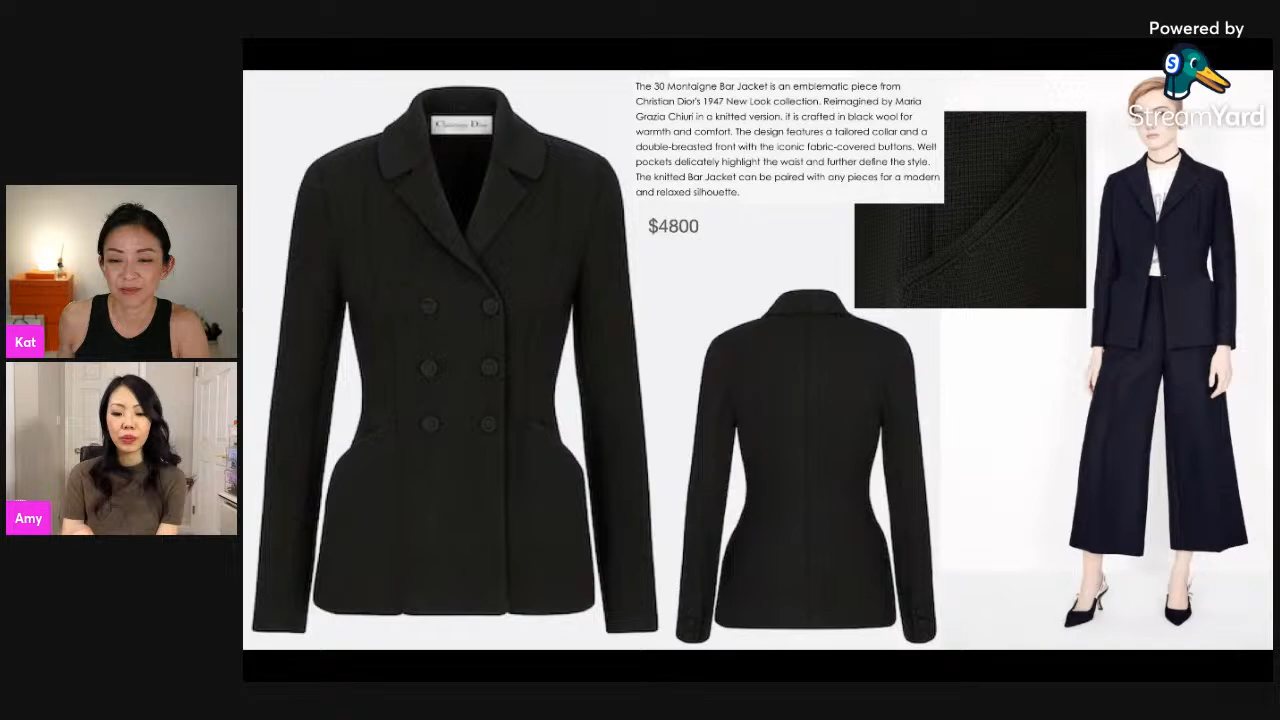 Powered by
S
StreamYard
The 30 Montaigne Bar Jacket is an emblematic piece from
Christian Dior's 1947 New Look collection. Reimagined by Maria
Grazia Chiuri in a knitted version, it is crafted in black wool for
warmth and comfort. The design features a tailored collar and a
double-breasted front with the iconic fabric-covered buttons. Welt
pockets delicately highlight the waist and further define the style.
The knitted Bar Jacket can be paired with any pieces for a modern
and relaxed silhouette.
$4800
Christian Dior
Kat
Amy